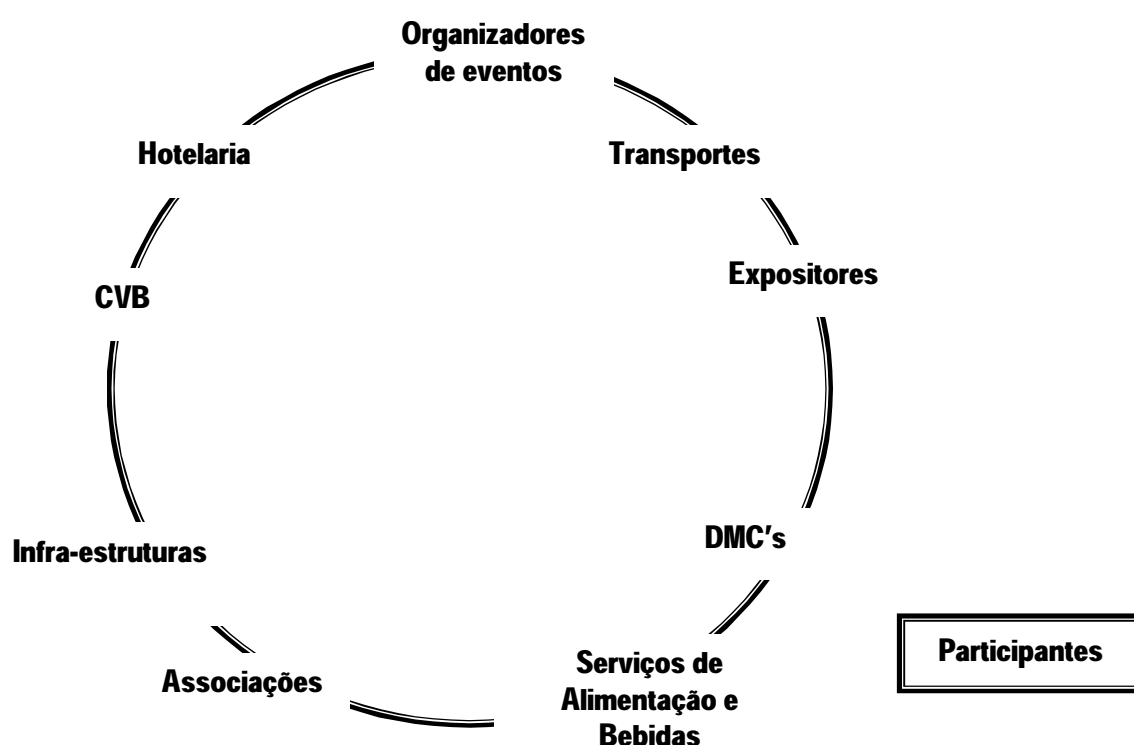 Organizadores
de eventos
Hotelaria
Transportes
Expositores
CVB
DMC's
Infra-estruturas
Participantes
Serviços de
Alimentação e
Bebidas
Associações